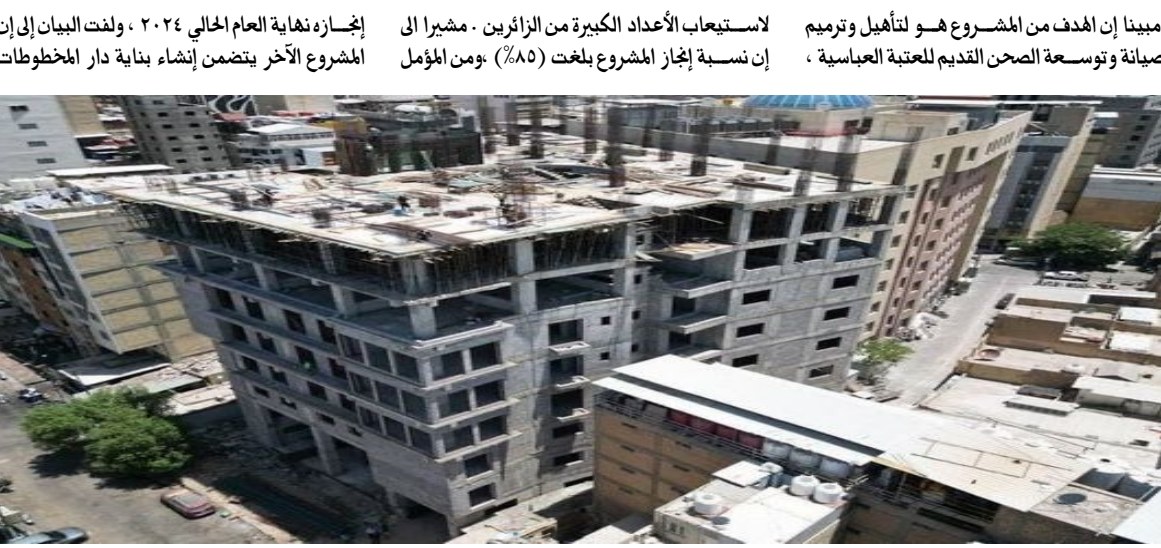 مبينا إن الهدف من المشروع هو لتأهيل وترميم
صيانة وتوسعة الصحن القديم للعتبة العباسية ،
لاستيعاب الأعداد الكبيرة من الزائرين . مشيرا الى
إن نسبة إنجاز المشروع بلغت (٨٥%) ،ومن المؤمل
إنجازه نهاية العام الحالي ٢٠٢٤ ، ولفت البيان إلى إن
المشروع الآخر يتضمن إنشاء بناية دار المخطوطات